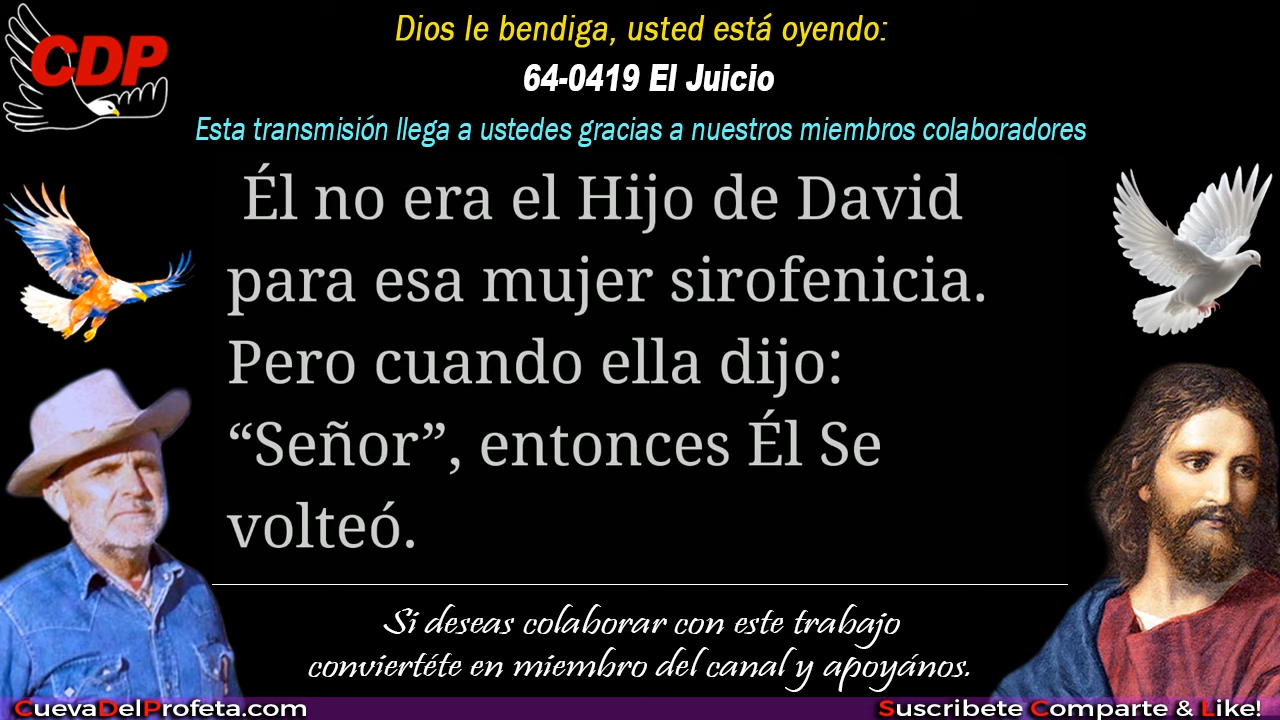 CDP
Dios le bendiga, usted está oyendo:
64-0419 El Juicio
Esta transmisión llega a ustedes gracias a nuestros miembros colaboradores
Él no era el Hijo de David
para esa mujer sirofenicia.
Pero cuando ella dijo:
“Señor”, entonces Él Se
volteó.
Si deseas colaborar con este trabajo
conviertéte en miembro del canal y apoyános.
CuevaDelProfeta.com
Suscribete Comparte & Like!